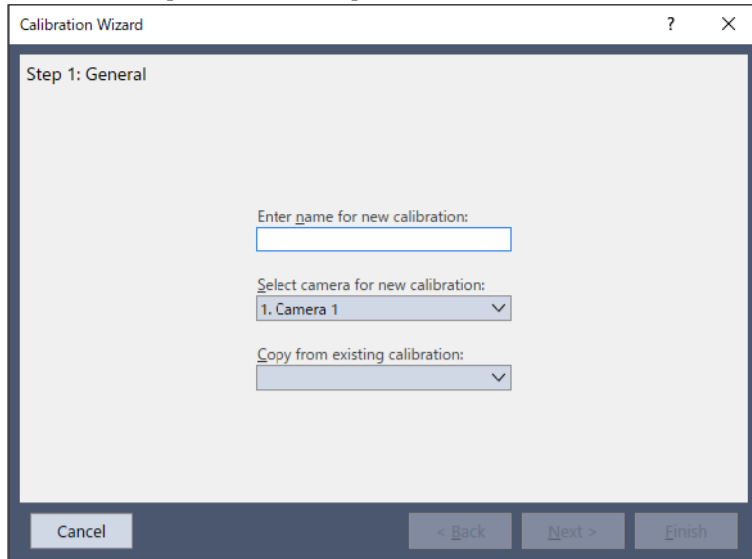 Calibration Wizard ? ×
Step 1: General
Enter name for new calibration:
Select camera for new calibration:
1. Camera 1
Copy from existing calibration:
Cancel < Back Next > Finish